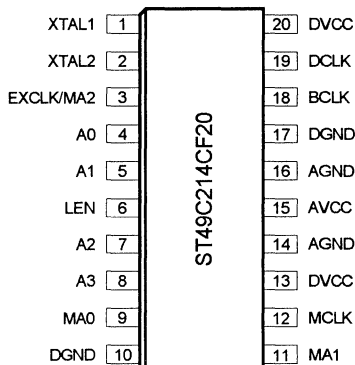 XTAL1 1 20 DVCC
XTAL2 2 19 DCLK
EXCLK/MA2 3 18 BCLK
A0 4 17 DGND
A1 5 16 AGND
LEN 6 15 AVCC
A2 7 14 AGND
A3 8 13 DVCC
MA0 9 12 MCLK
DGND 10 11 MA1
ST49C214CF20